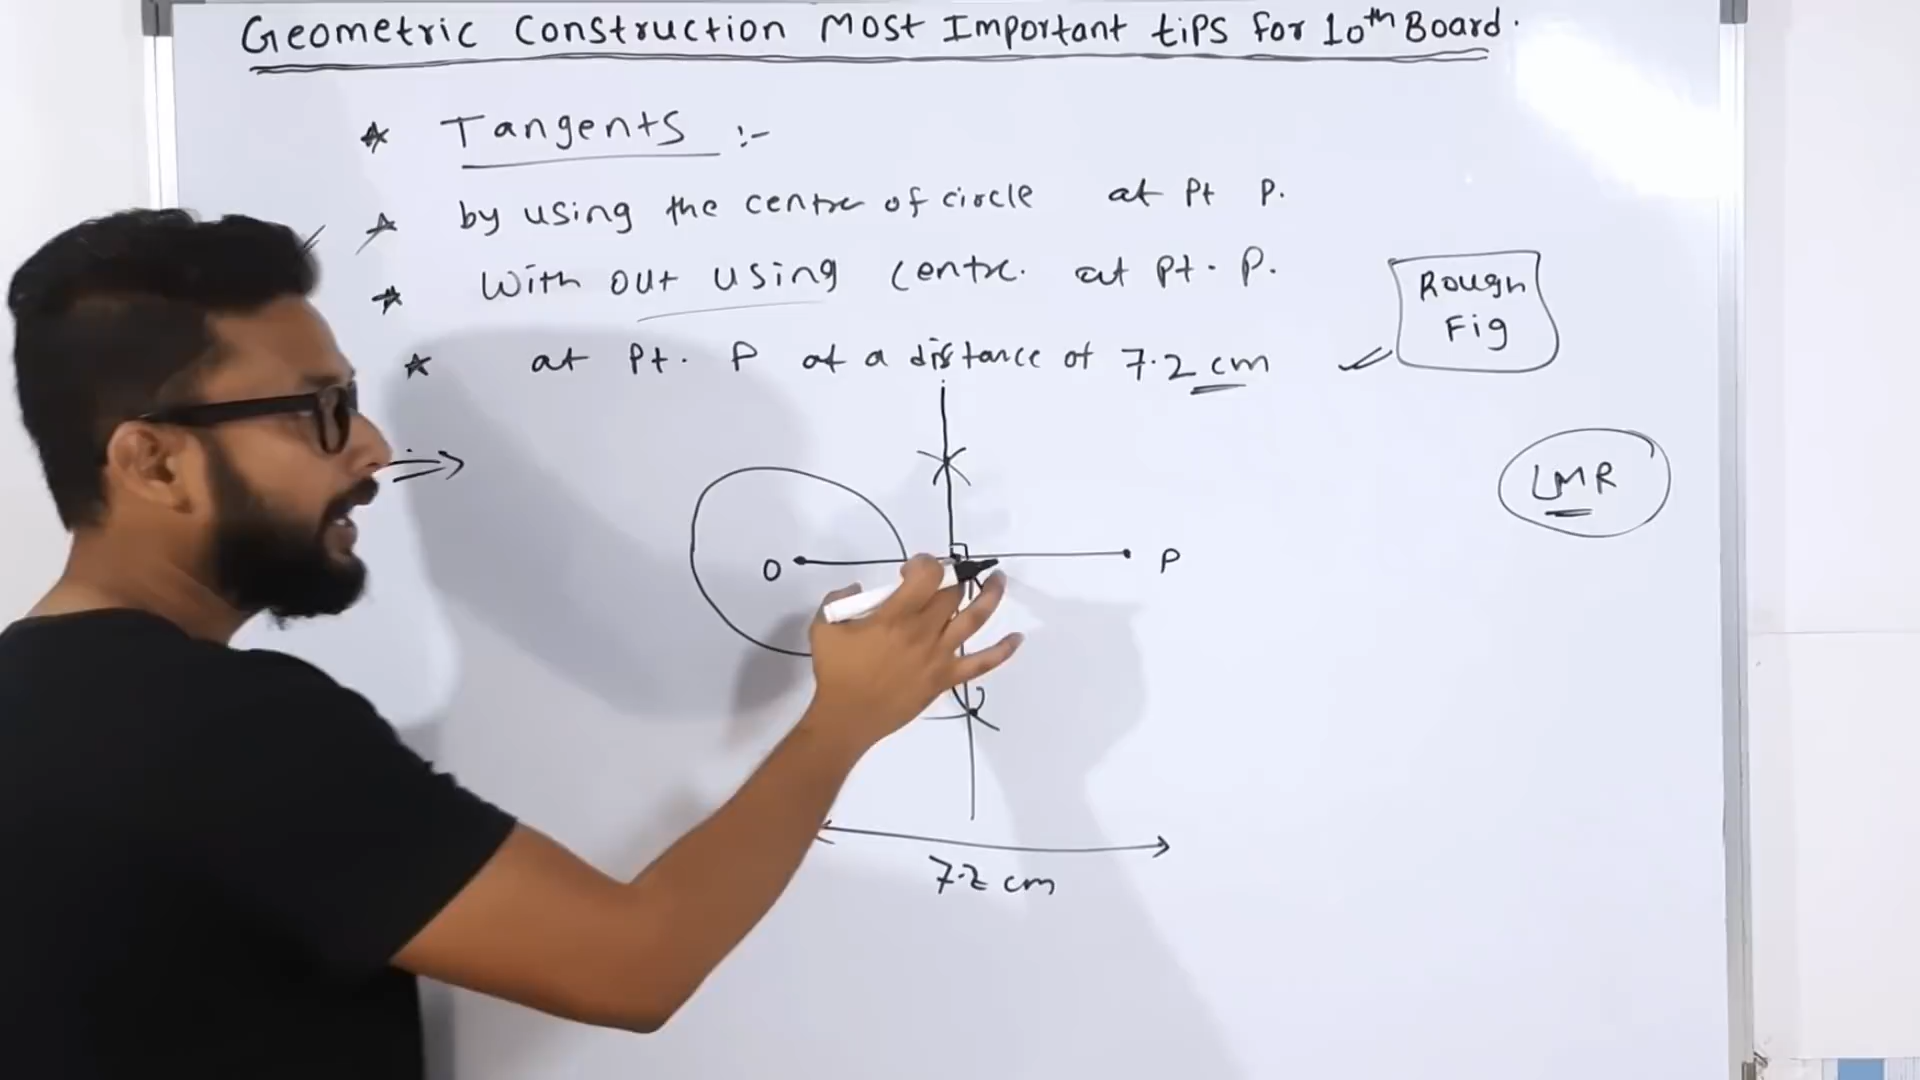 Geometric Construction Most Important tips for 10th Board.
* Tangents :-
* by using the centre of circle at Pt P.
* With out using Centre. at Pt. P.
* at Pt. P at a distance of 7.2 cm
Rough
Fig
LMR
O
P
7.2 cm